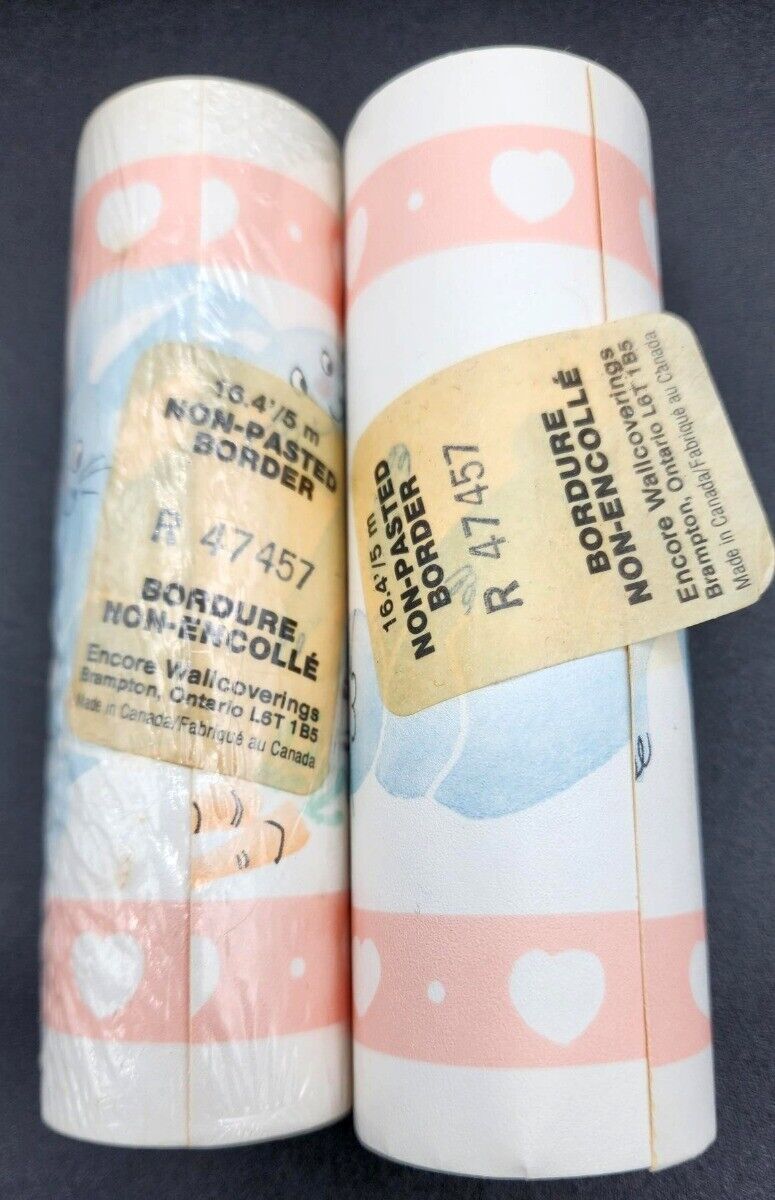 16.4'/5 m
NON-PASTED
BORDER
R 47457
BORDURE
NON-ENCOLLÉ
Encore Wallcoverings
Brampton, Ontario L6T 1B5
Made in Canada/Fabriqué au Canada
16.4'/5 m
NON-PASTED
BORDER
R 47457
BORDURE
NON-ENCOLLÉ
Encore Wallcoverings
Brampton, Ontario L6T 1B5
Made in Canada/Fabriqué au Canada